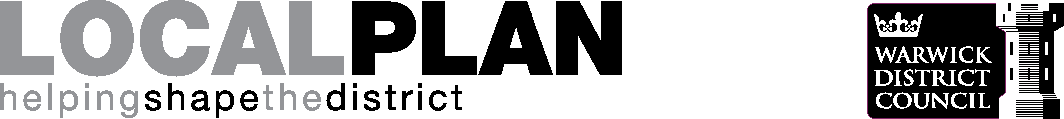 LOCALPLAN
helpingshapethedistrict
WARWICK
DISTRICT
COUNCIL